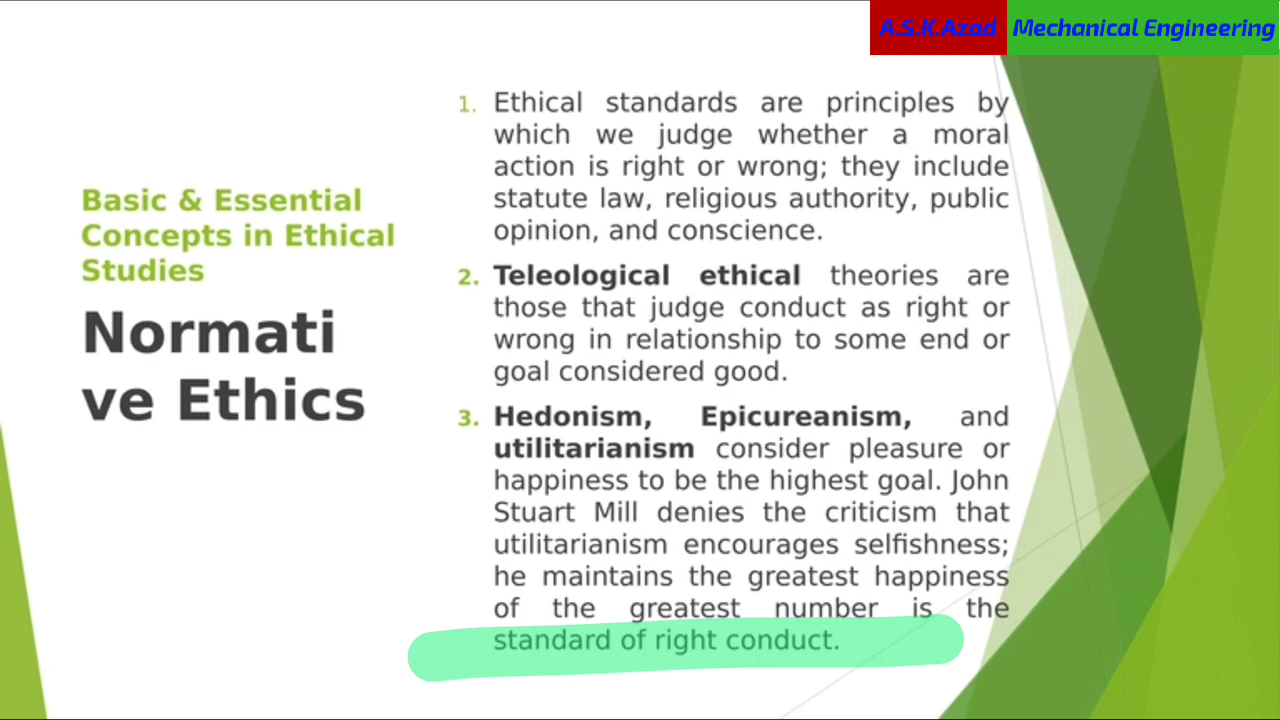 A.S.K.Azad Mechanical Engineering
Basic & Essential
Concepts in Ethical
Studies
Normati
ve Ethics
1. Ethical standards are principles by
which we judge whether a moral
action is right or wrong; they include
statute law, religious authority, public
opinion, and conscience.
2. Teleological ethical theories are
those that judge conduct as right or
wrong in relationship to some end or
goal considered good.
3. Hedonism, Epicureanism, and
utilitarianism consider pleasure or
happiness to be the highest goal. John
Stuart Mill denies the criticism that
utilitarianism encourages selfishness;
he maintains the greatest happiness
of the greatest number is the
standard of right conduct.